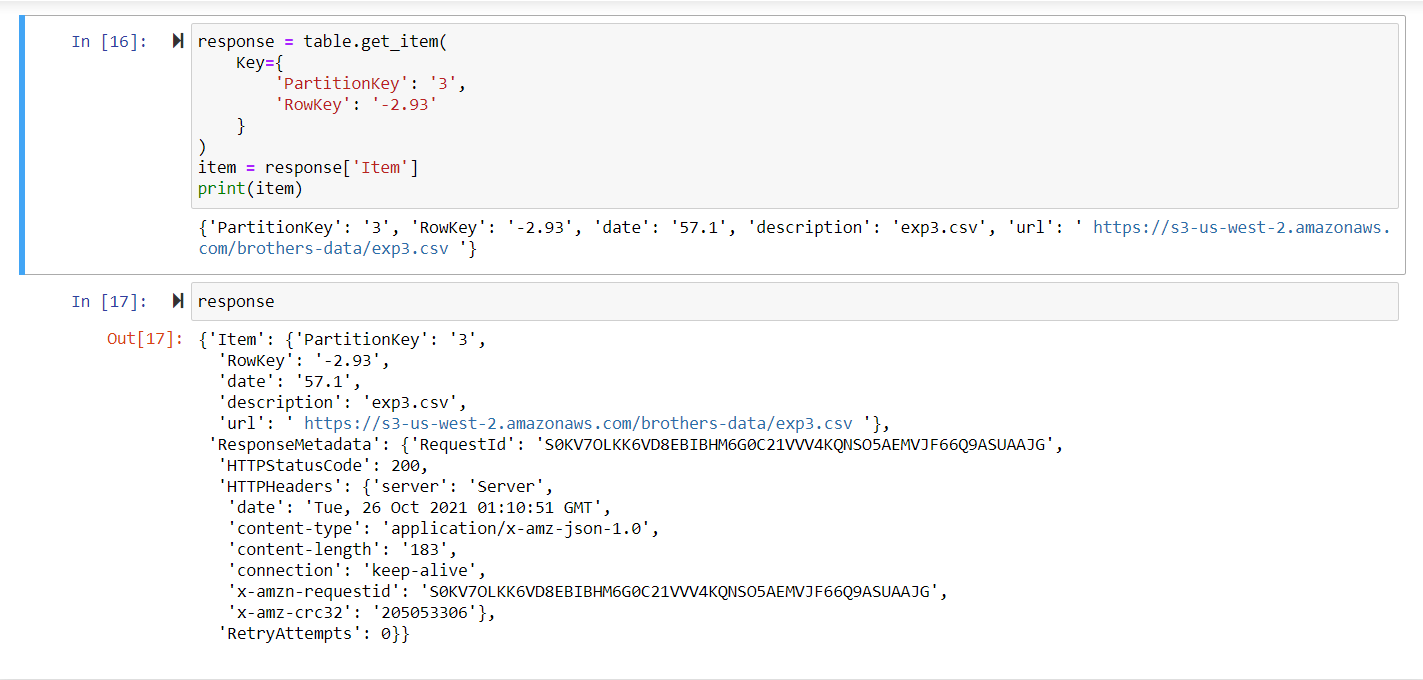 In [16]:
response = table.get_item(
    Key={
        'PartitionKey': '3',
        'RowKey': '-2.93'
    }
)
item = response['Item']
print(item)
{'PartitionKey': '3', 'RowKey': '-2.93', 'date': '57.1', 'description': 'exp3.csv', 'url': ' https://s3-us-west-2.amazonaws.
com/brothers-data/exp3.csv '}
In [17]:
response
Out[17]:
{'Item': {'PartitionKey': '3',
  'RowKey': '-2.93',
  'date': '57.1',
  'description': 'exp3.csv',
  'url': ' https://s3-us-west-2.amazonaws.com/brothers-data/exp3.csv '},
 'ResponseMetadata': {'RequestId': 'S0KV7OLKK6VD8EBIBHM6G0C21VVV4KQNSO5AEMVJF66Q9ASUAAJG',
  'HTTPStatusCode': 200,
  'HTTPHeaders': {'server': 'Server',
   'date': 'Tue, 26 Oct 2021 01:10:51 GMT',
   'content-type': 'application/x-amz-json-1.0',
   'content-length': '183',
   'connection': 'keep-alive',
   'x-amzn-requestid': 'S0KV7OLKK6VD8EBIBHM6G0C21VVV4KQNSO5AEMVJF66Q9ASUAAJG',
   'x-amz-crc32': '205053306'},
  'RetryAttempts': 0}}